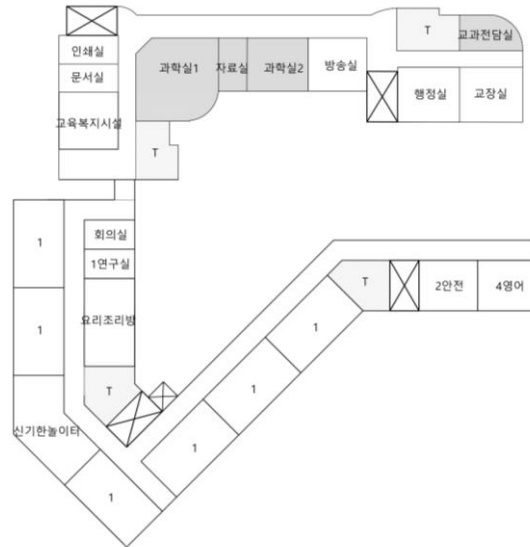 T
교과전담실
인쇄실
문서실
과학실1
자료실
과학실2
방송실
행정실
교장실
교육복지시설
T
회의실
1
1연구실
T
2안전
4영어
1
요리조리방
1
T
1
신기한놀이터
1
1